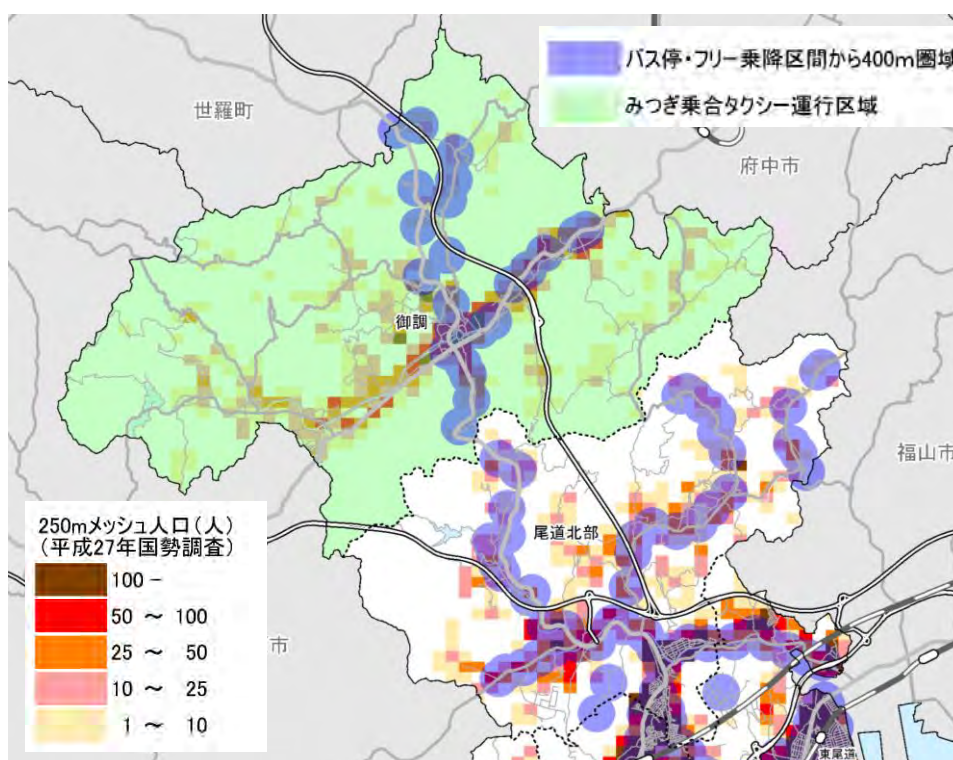 バス停・フリー乗降区間から400m圏域
みつぎ乗合タクシー運行区域
世羅町
府中市
御調
福山市
尾道北部
市
東尾道
250mメッシュ人口(人)
(平成27年国勢調査)
100 -
50 ~ 100
25 ~ 50
10 ~ 25
1 ~ 10